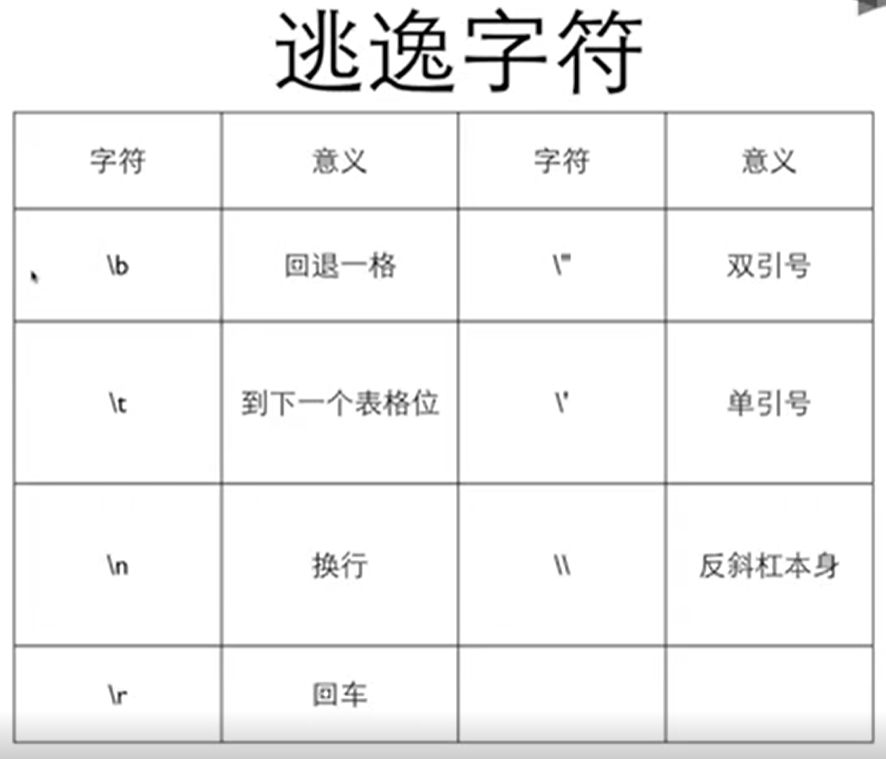 逃逸字符
字符 意义 字符 意义
\b 回退一格 \" 双引号
\t 到下一个表格位 \' 单引号
\n 换行 \\ 反斜杠本身
\r 回车